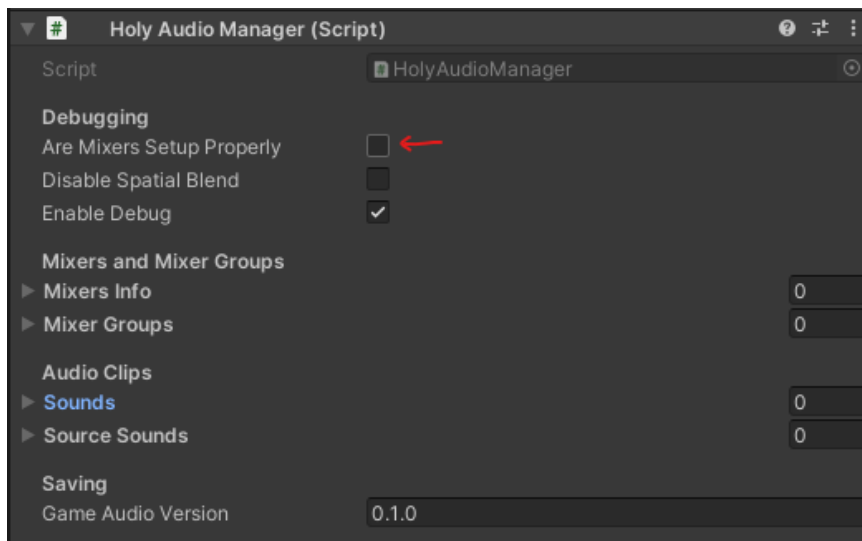 Holy Audio Manager (Script)
Script HolyAudioManager
Debugging
Are Mixers Setup Properly
Disable Spatial Blend
Enable Debug
Mixers and Mixer Groups
Mixers Info 0
Mixer Groups 0
Audio Clips
Sounds 0
Source Sounds 0
Saving
Game Audio Version 0.1.0